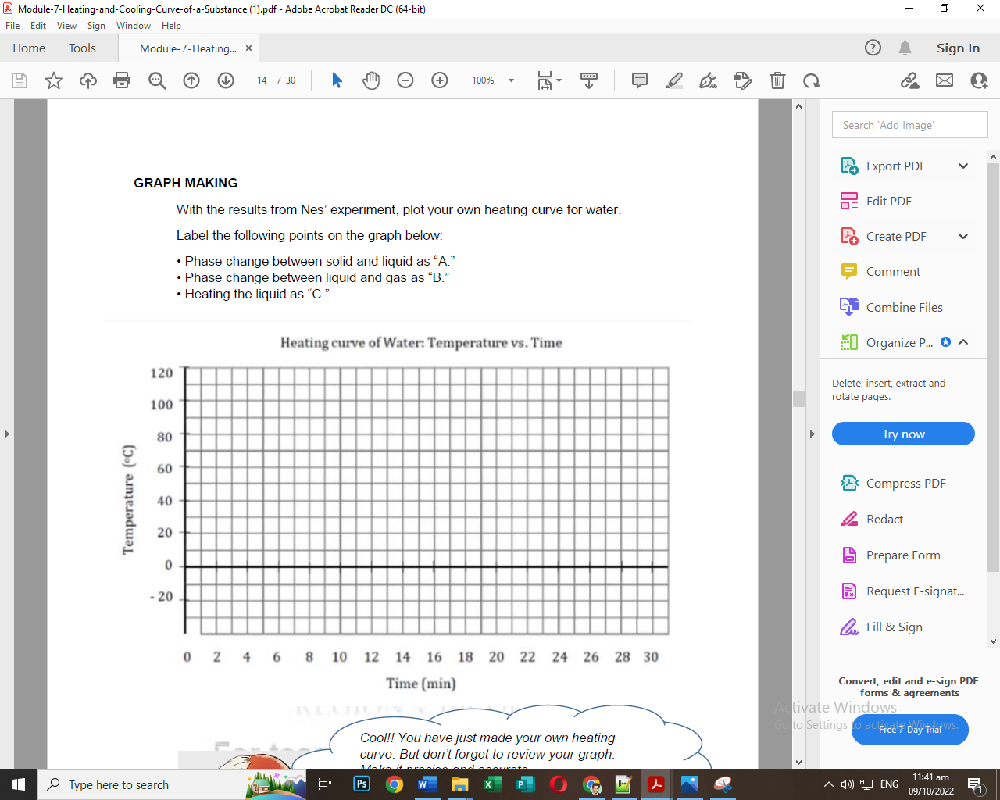 Module-7-Heating-and-Cooling-Curve-of-a-Substance (1).pdf - Adobe Acrobat Reader DC (64-bit)
File Edit View Sign Window Help
Home Tools Module-7-Heating... × Sign In
14 / 30 100%
Search 'Add Image'
Export PDF
Edit PDF
Create PDF
Comment
Combine Files
Organize P...
Delete, insert, extract and
rotate pages.
Try now
Compress PDF
Redact
Prepare Form
Request E-signat...
Fill & Sign
Convert, edit and e-sign PDF
forms & agreements
Free 7-Day Trial
Activate Windows
Go to Settings to activate Windows.
GRAPH MAKING
With the results from Nes’ experiment, plot your own heating curve for water.
Label the following points on the graph below:
• Phase change between solid and liquid as “A.”
• Phase change between liquid and gas as “B.”
• Heating the liquid as “C.”
Heating curve of Water: Temperature vs. Time
Temperature (oC)
120
100
80
60
40
20
0
- 20
0 2 4 6 8 10 12 14 16 18 20 22 24 26 28 30
Time (min)
Cool!! You have just made your own heating
curve. But don’t forget to review your graph.
Make it precise and accurate
Type here to search
Ps
ENG
11:41 am
09/10/2022
1